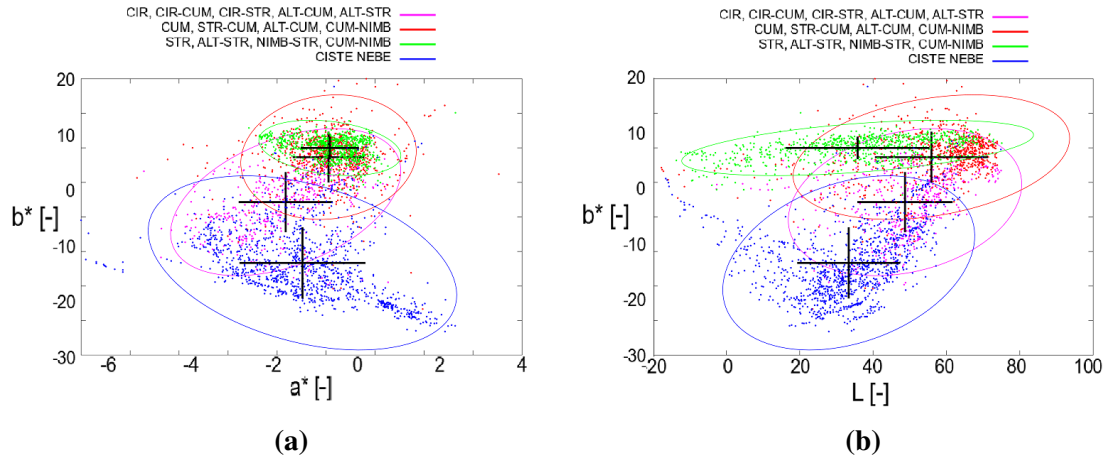 CIR, CIR-CUM, CIR-STR, ALT-CUM, ALT-STR
CUM, STR-CUM, ALT-CUM, CUM-NIMB
STR, ALT-STR, NIMB-STR, CUM-NIMB
CISTE NEBE
20
10
0
-10
-20
-30
b* [-]
-6
-4
-2
0
2
4
a* [-]
(a)
CIR, CIR-CUM, CIR-STR, ALT-CUM, ALT-STR
CUM, STR-CUM, ALT-CUM, CUM-NIMB
STR, ALT-STR, NIMB-STR, CUM-NIMB
CISTE NEBE
20
10
0
-10
-20
-30
b* [-]
-20
0
20
40
60
80
100
L [-]
(b)